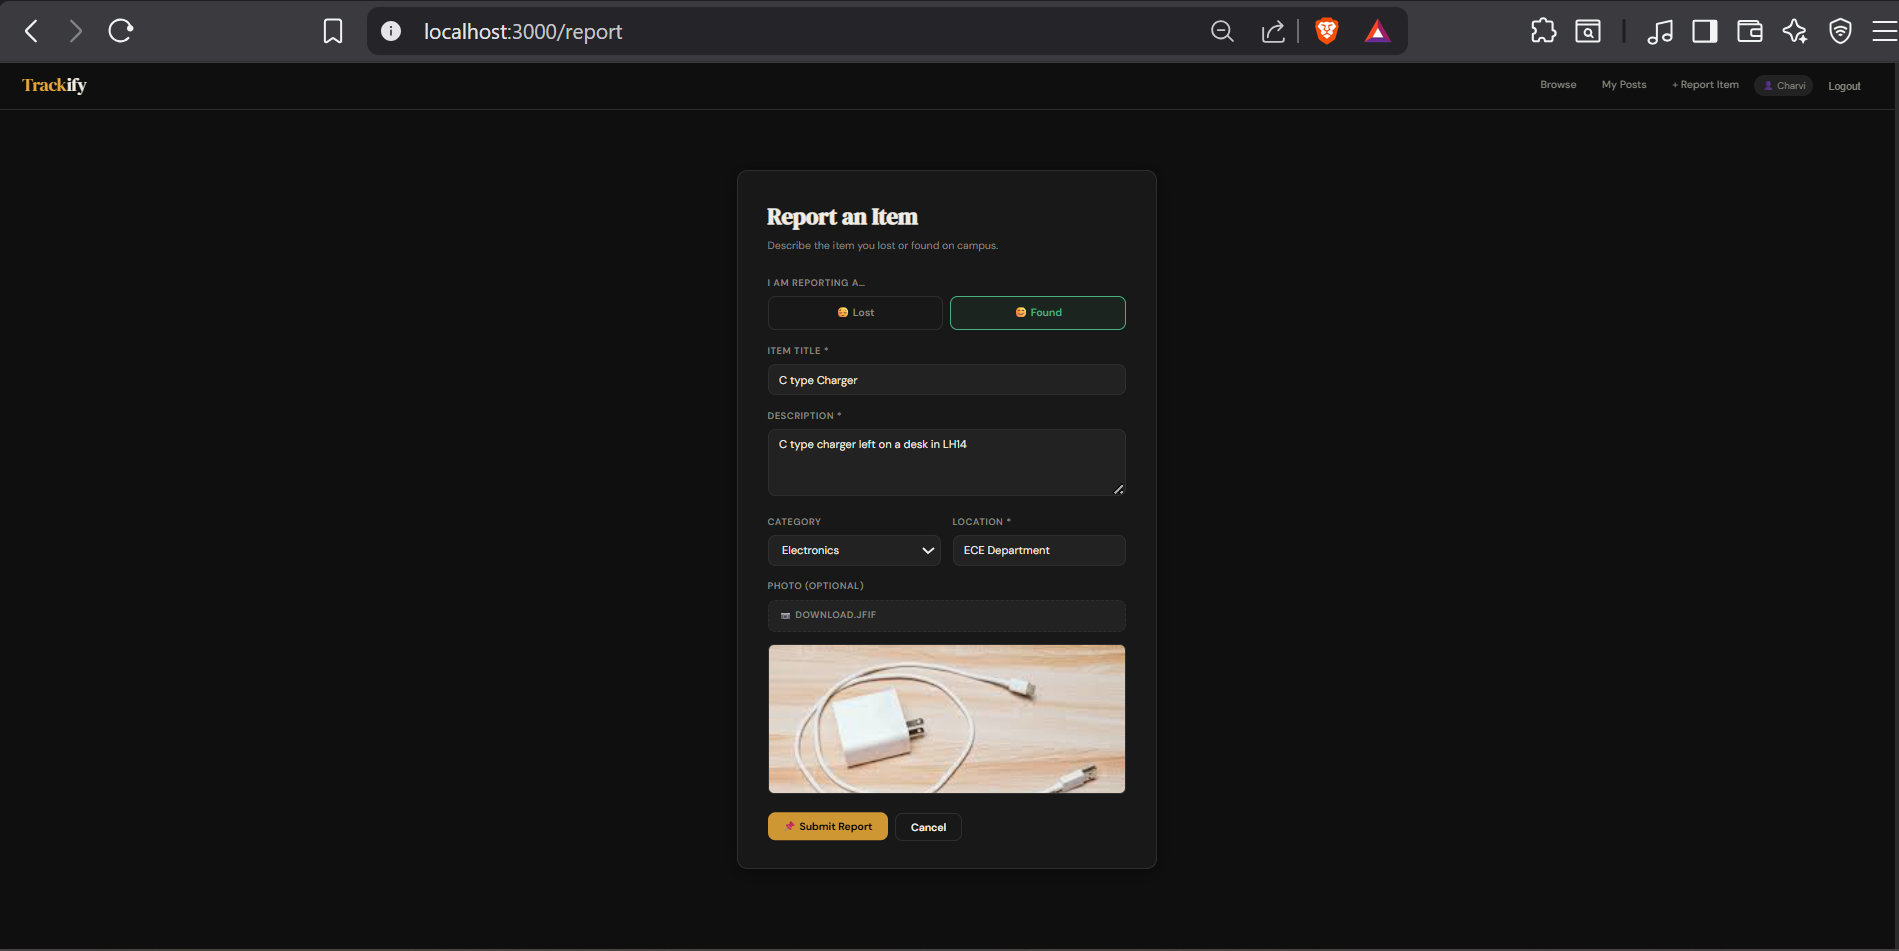 localhost:3000/report
Trackify
Browse
My Posts
+ Report Item
Charvi
Logout
Report an Item
Describe the item you lost or found on campus.
I AM REPORTING A...
Lost
Found
ITEM TITLE *
C type Charger
DESCRIPTION *
C type charger left on a desk in LH14
CATEGORY
LOCATION *
Electronics
ECE Department
PHOTO (OPTIONAL)
DOWNLOAD.JFIF
Submit Report
Cancel